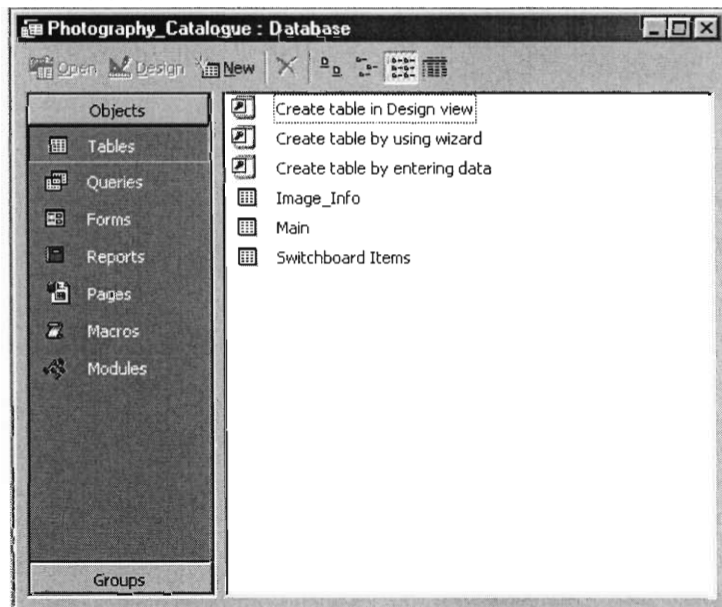 Photography_Catalogue : Database
Open Design New
Objects
Tables
Queries
Forms
Reports
Pages
Macros
Modules
Groups
Create table in Design view
Create table by using wizard
Create table by entering data
Image_Info
Main
Switchboard Items